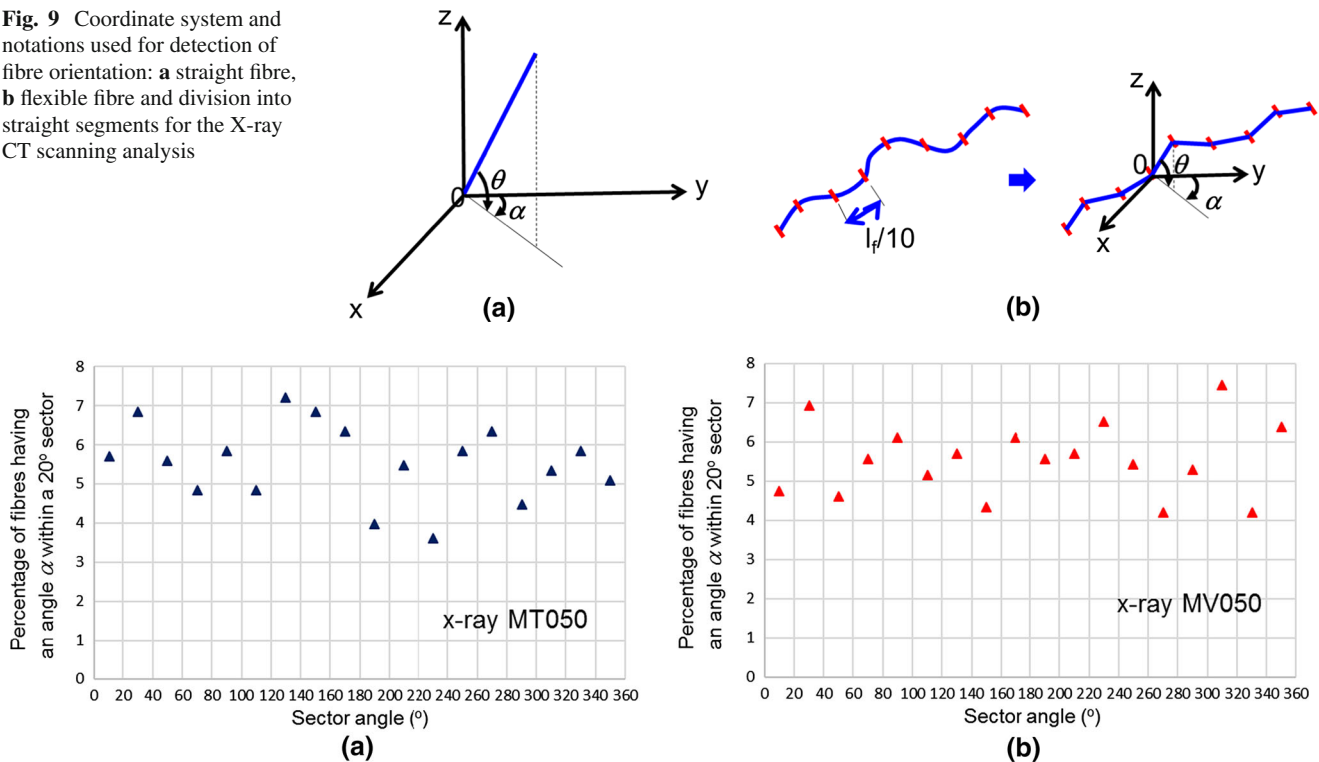 Fig. 9 Coordinate system and
notations used for detection of
fibre orientation: a straight fibre,
b flexible fibre and division into
straight segments for the X-ray
CT scanning analysis
z
0
θ
α
y
x
(a)
l_f/10
z
0
θ
α
y
x
(b)
Percentage of fibres having
an angle α within a 20° sector
8
7
6
5
4
3
2
1
0
x-ray MT050
0 20 40 60 80 100 120 140 160 180 200 220 240 260 280 300 320 340 360
Sector angle (°)
(a)
Percentage of fibres having
an angle α within 20° sector
8
7
6
5
4
3
2
1
0
x-ray MV050
0 20 40 60 80 100 120 140 160 180 200 220 240 260 280 300 320 340 360
Sector angle (°)
(b)